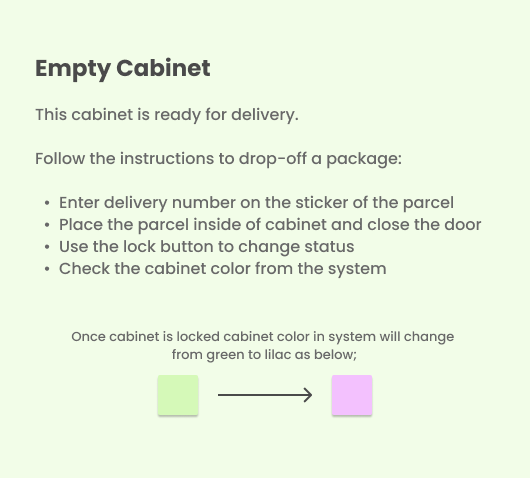 Empty Cabinet
This cabinet is ready for delivery.
Follow the instructions to drop-off a package:
• Enter delivery number on the sticker of the parcel
• Place the parcel inside of cabinet and close the door
• Use the lock button to change status
• Check the cabinet color from the system
Once cabinet is locked cabinet color in system will change
from green to lilac as below;